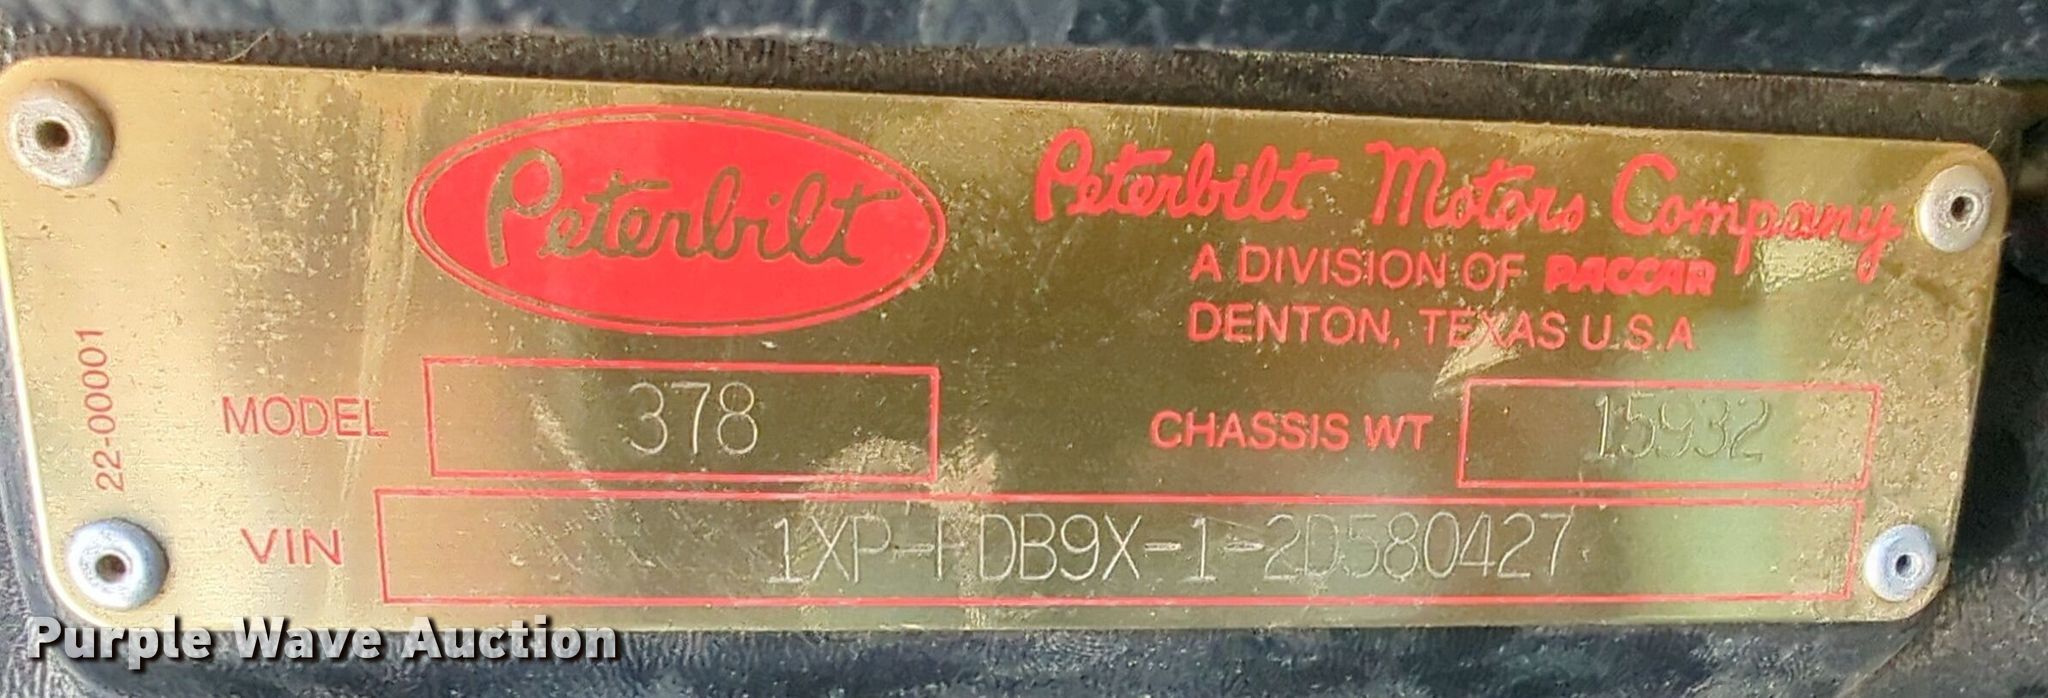 Peterbilt
Peterbilt Motors Company
A DIVISION OF PACCAR
DENTON, TEXAS U.S.A
22-00001
MODEL 378
CHASSIS WT 15932
VIN 1XP-FDB9X-1-2D580427
Purple Wave Auction